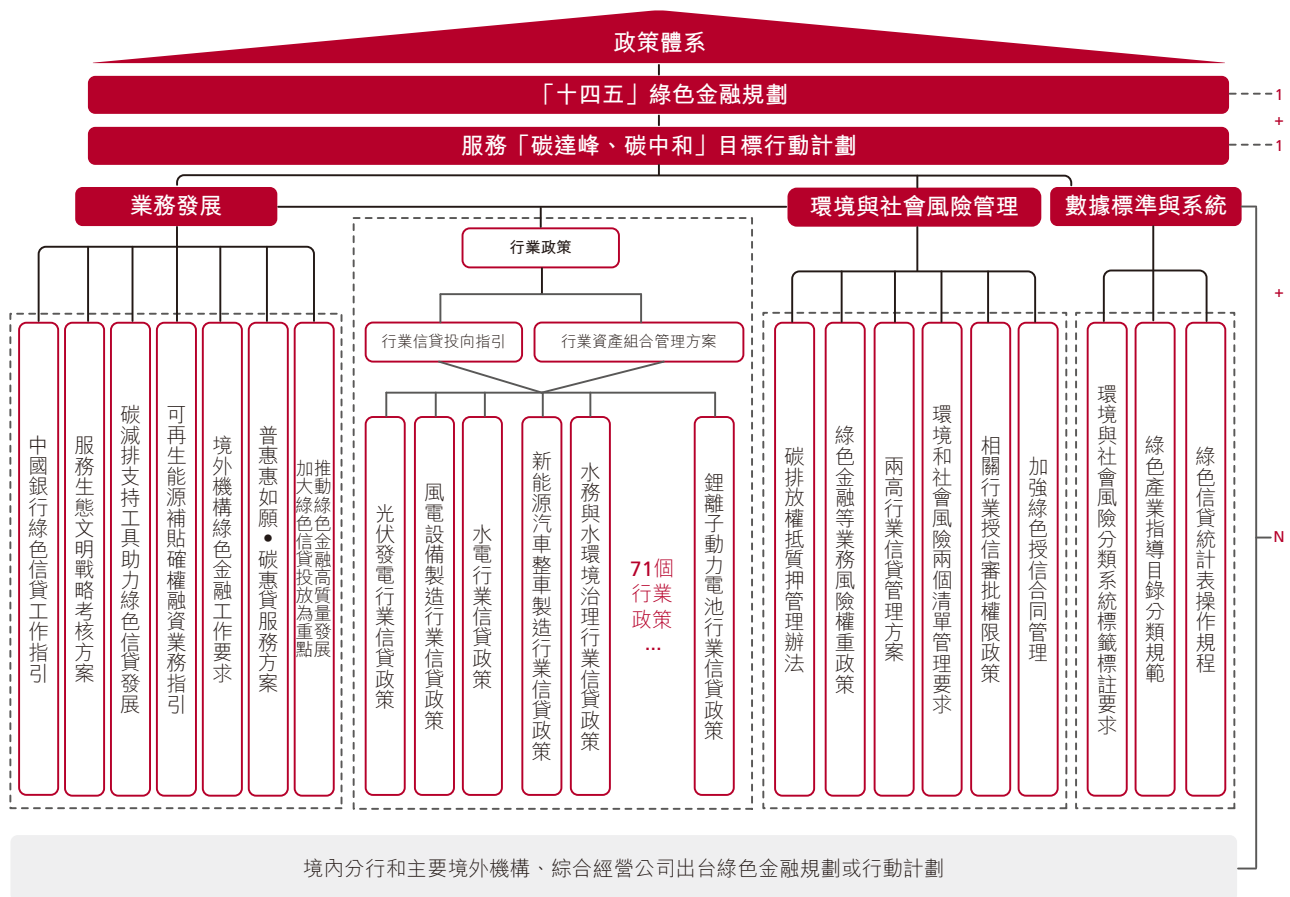 政策體系
「十四五」綠色金融規劃
1
+
服務「碳達峰、碳中和」目標行動計劃
1
業務發展
環境與社會風險管理
數據標準與系統
行業政策
+
行業信貸投向指引
行業資產組合管理方案
中國銀行綠色信貸工作指引
服務生態文明戰略考核方案
碳減排支持工具助力綠色信貸發展
可再生能源補貼確權融資業務指引
境外機構綠色金融工作要求
普惠惠如願•碳惠貸服務方案
推動綠色金融高質量發展
加大綠色信貸投放為重點
光伏發電行業信貸政策
風電設備製造行業信貸政策
水電行業信貸政策
新能源汽車整車製造行業信貸政策
水務與水環境治理行業信貸政策
71個
行業
政策
...
鋰離子動力電池行業信貸政策
碳排放權抵質押管理辦法
綠色金融等業務風險權重政策
兩高行業信貸管理方案
環境和社會風險兩個清單管理要求
相關行業授信審批權限政策
加強綠色授信合同管理
環境與社會風險分類系統標籤標註要求
綠色產業指導目錄分類規範
綠色信貸統計表操作規程
N
境內分行和主要境外機構、綜合經營公司出台綠色金融規劃或行動計劃